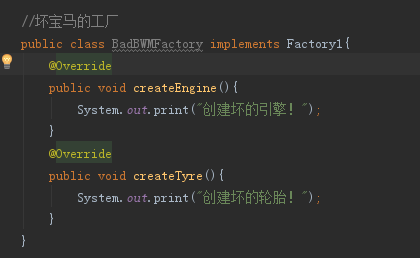 //坏宝马的工厂
public class BadBWMFactory implements Factory1{
@Override
public void createEngine(){
System.out.print("创建坏的引擎！");
}
@Override
public void createTyre(){
System.out.print("创建坏的轮胎！");
}
}